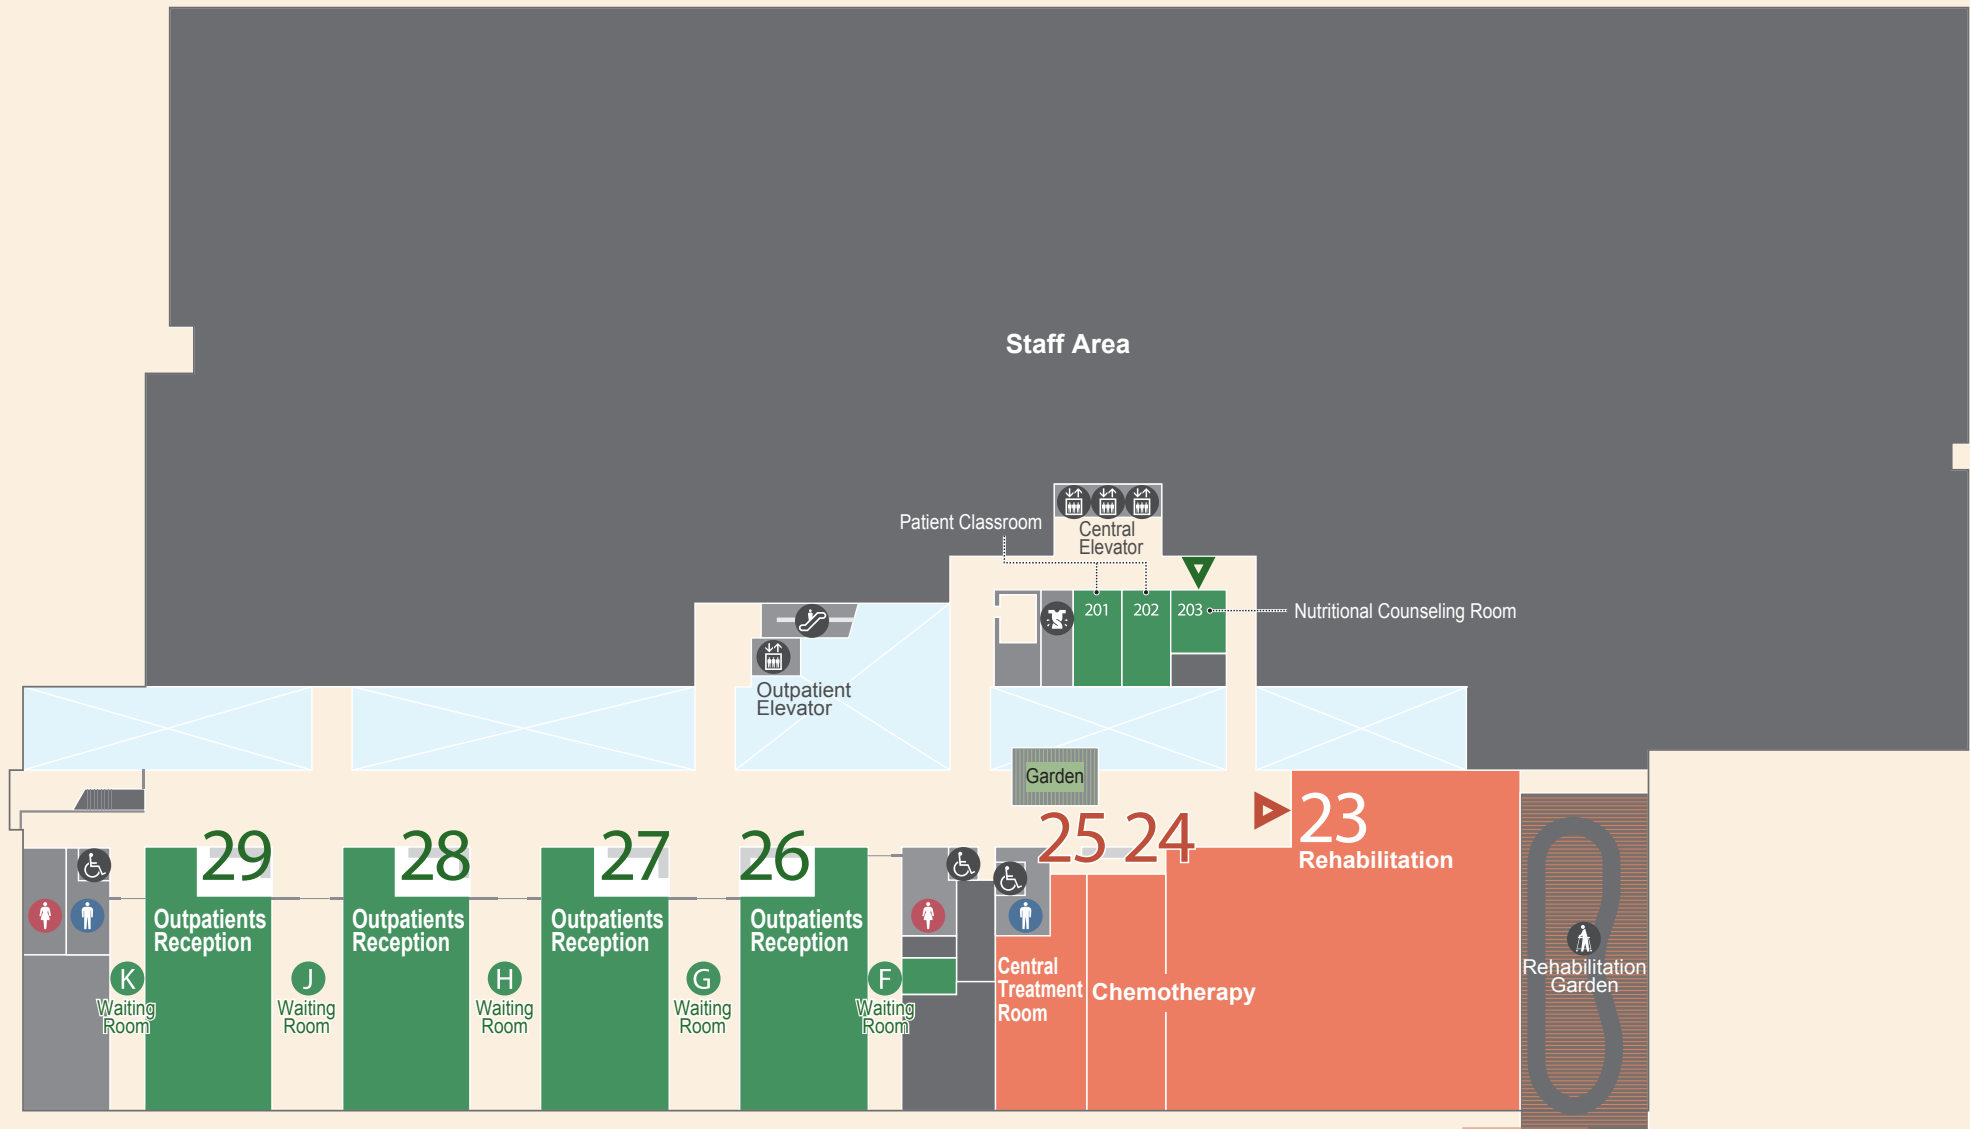 Staff Area
Patient Classroom
Central
Elevator
201
202
203
Nutritional Counseling Room
Outpatient
Elevator
Garden
29
28
27
26
25
24
23
Rehabilitation
Outpatients
Reception
Outpatients
Reception
Outpatients
Reception
Outpatients
Reception
K
Waiting
Room
J
Waiting
Room
H
Waiting
Room
G
Waiting
Room
F
Waiting
Room
Central
Treatment
Room
Chemotherapy
Rehabilitation
Garden